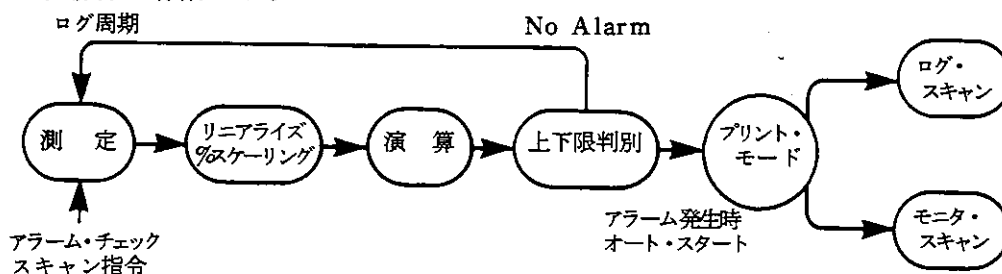 ログ周期
No Alarm
測 定
リニアライズ
%スケーリング
演 算
上下限判別
プリント・
モード
ログ・
スキャン
モニタ・
スキャン
アラーム・チェック
スキャン指令
アラーム発生時
オート・スタート